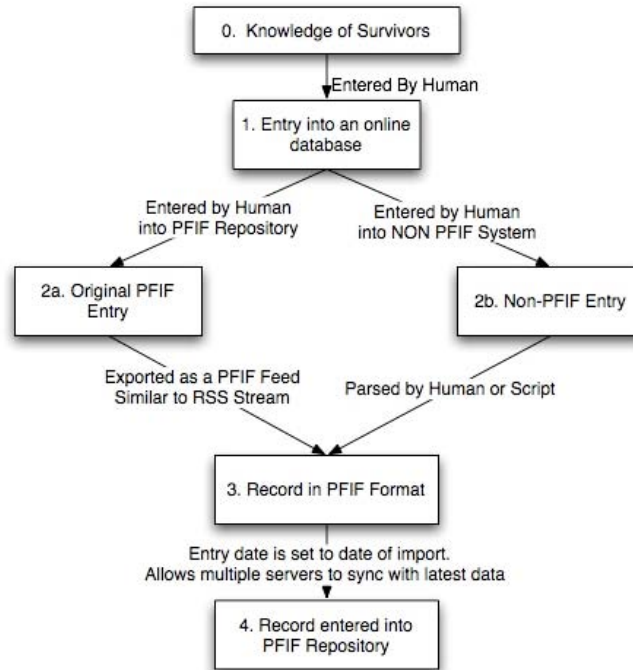 0. Knowledge of Survivors
Entered By Human
1. Entry into an online
database
Entered by Human
into PFIF Repository
Entered by Human
into NON PFIF System
2a. Original PFIF
Entry
2b. Non-PFIF Entry
Exported as a PFIF Feed
Similar to RSS Stream
Parsed by Human or Script
3. Record in PFIF Format
Entry date is set to date of import.
Allows multiple servers to sync with latest data
4. Record entered into
PFIF Repository